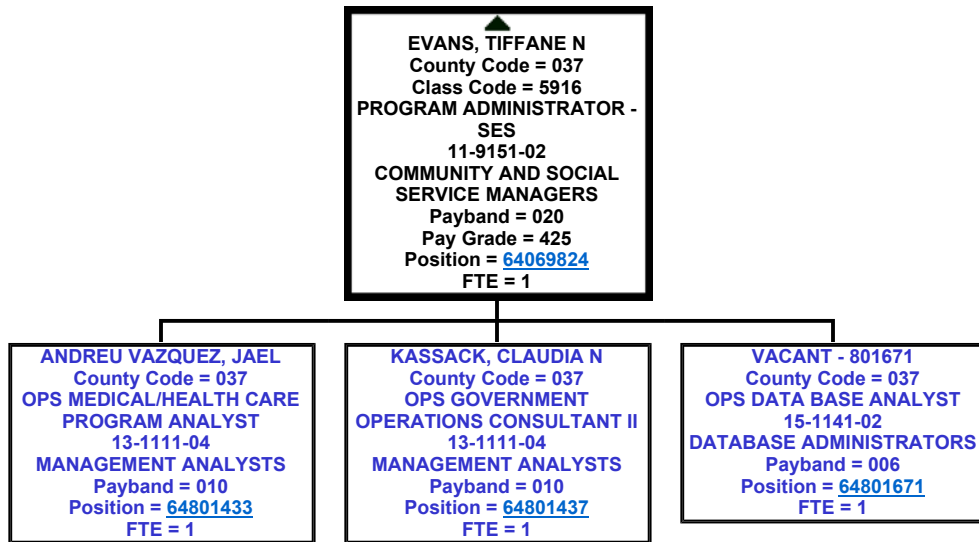 EVANS, TIFFANE N
County Code = 037
Class Code = 5916
PROGRAM ADMINISTRATOR -
SES
11-9151-02
COMMUNITY AND SOCIAL
SERVICE MANAGERS
Payband = 020
Pay Grade = 425
Position = 64069824
FTE = 1
ANDREU VAZQUEZ, JAEL
County Code = 037
OPS MEDICAL/HEALTH CARE
PROGRAM ANALYST
13-1111-04
MANAGEMENT ANALYSTS
Payband = 010
Position = 64801433
FTE = 1
KASSACK, CLAUDIA N
County Code = 037
OPS GOVERNMENT
OPERATIONS CONSULTANT II
13-1111-04
MANAGEMENT ANALYSTS
Payband = 010
Position = 64801437
FTE = 1
VACANT - 801671
County Code = 037
OPS DATA BASE ANALYST
15-1141-02
DATABASE ADMINISTRATORS
Payband = 006
Position = 64801671
FTE = 1